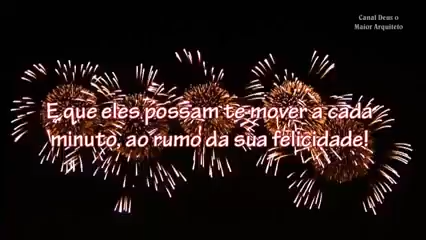 Canal Deus o
Maior Arquiteto
E que eles possam te mover a cada
minuto, ao rumo da sua felicidade!